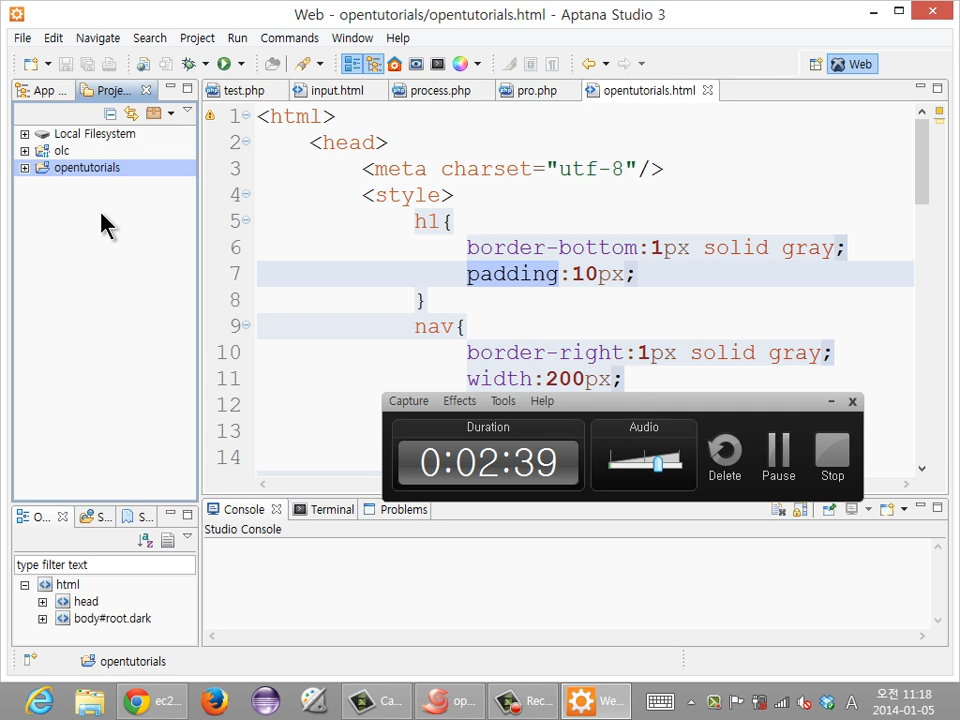 Web - opentutorials/opentutorials.html - Aptana Studio 3
File Edit Navigate Search Project Run Commands Window Help
Web
App ... Proje...
test.php input.html process.php pro.php opentutorials.html
Local Filesystem
olc
opentutorials
1 <html>
2 <head>
3 <meta charset="utf-8"/>
4 <style>
5 h1{
6 border-bottom:1px solid gray;
7 padding:10px;
8 }
9 nav{
10 border-right:1px solid gray;
11 width:200px;
12
13
14
Capture Effects Tools Help
Duration
0:02:39
Audio
Delete Pause Stop
O... S... S...
Console Terminal Problems
Studio Console
type filter text
html
head
body#root.dark
opentutorials
ec2... Ca... op... Rec... We... A
오전 11:18
2014-01-05